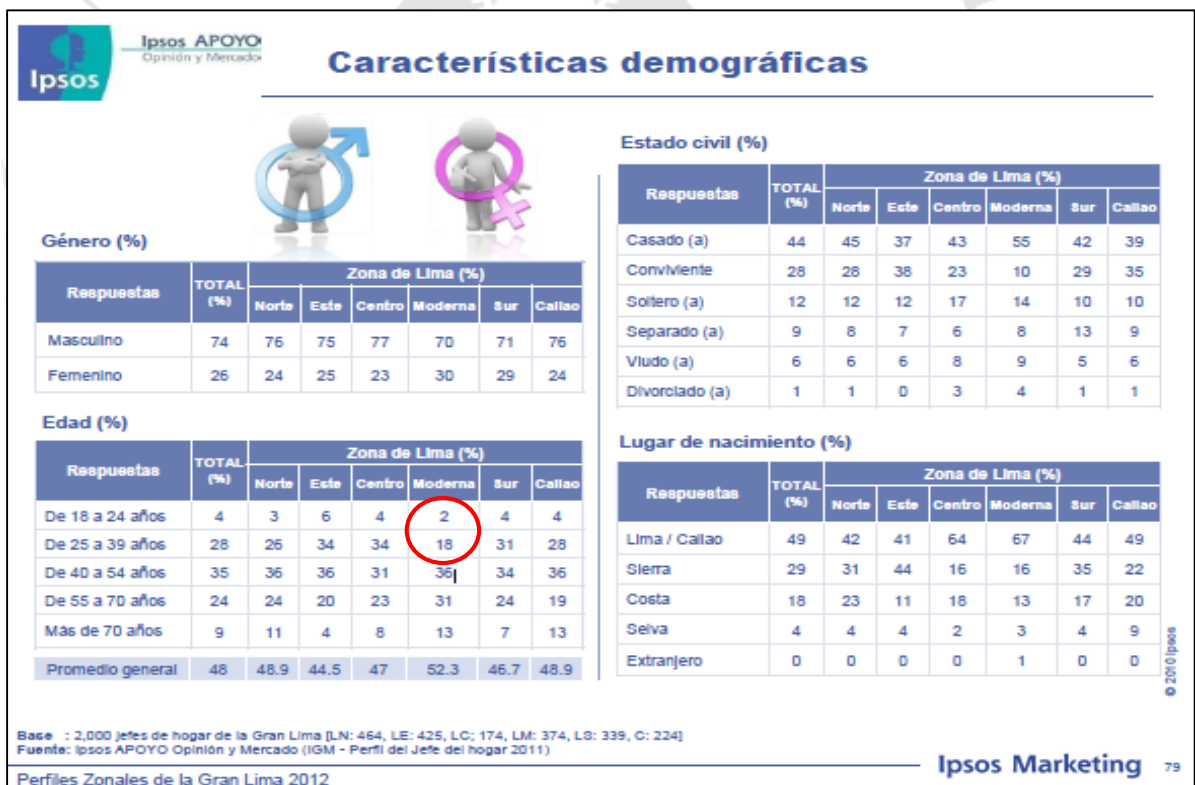 Ipsos
Ipsos APOYO
Opinión y Mercado
Características demográficas
Género (%)
Respuestas TOTAL (%) Zona de Lima (%)
Norte Este Centro Moderna Sur Callao
Masculino 74 76 75 77 70 71 76
Femenino 26 24 25 23 30 29 24
Edad (%)
Respuestas TOTAL (%) Zona de Lima (%)
Norte Este Centro Moderna Sur Callao
De 18 a 24 años 4 3 6 4 2 4 4
De 25 a 39 años 28 26 34 34 18 31 28
De 40 a 54 años 35 36 36 31 36 34 36
De 55 a 70 años 24 24 20 23 31 24 19
Más de 70 años 9 11 4 8 13 7 13
Promedio general 48 48.9 44.5 47 52.3 46.7 48.9
Estado civil (%)
Respuestas TOTAL (%) Zona de Lima (%)
Norte Este Centro Moderna Sur Callao
Casado (a) 44 45 37 43 55 42 39
Conviviente 28 28 38 23 10 29 35
Soltero (a) 12 12 12 17 14 10 10
Separado (a) 9 8 7 6 8 13 9
Viudo (a) 6 6 6 8 9 5 6
Divorciado (a) 1 1 0 3 4 1 1
Lugar de nacimiento (%)
Respuestas TOTAL (%) Zona de Lima (%)
Norte Este Centro Moderna Sur Callao
Lima / Callao 49 42 41 64 67 44 49
Sierra 29 31 44 16 16 35 22
Costa 18 23 11 18 13 17 20
Selva 4 4 4 2 3 4 9
Extranjero 0 0 0 0 1 0 0
© 2010 Ipsos
Base : 2,000 jefes de hogar de la Gran Lima [LN: 464, LE: 425, LC; 174, LM: 374, LS: 339, C: 224]
Fuente: Ipsos APOYO Opinión y Mercado (IGM - Perfil del Jefe del hogar 2011)
Perfiles Zonales de la Gran Lima 2012
Ipsos Marketing 79